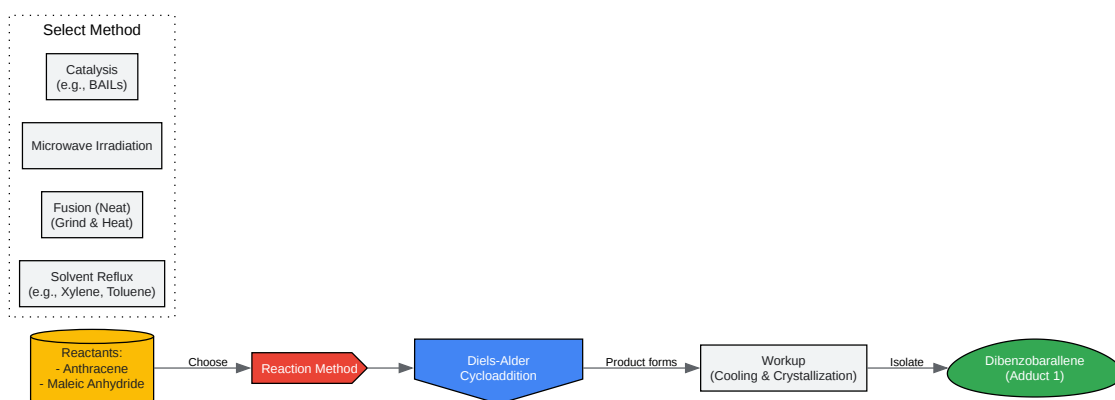 Select Method
Catalysis
(e.g., BAILs)
Microwave Irradiation
Fusion (Neat)
(Grind & Heat)
Solvent Reflux
(e.g., Xylene, Toluene)
Reactants:
- Anthracene
- Maleic Anhydride
Choose
Reaction Method
Diels-Alder
Cycloaddition
Product forms
Workup
(Cooling & Crystallization)
Isolate
Dibenzobarallene
(Adduct 1)